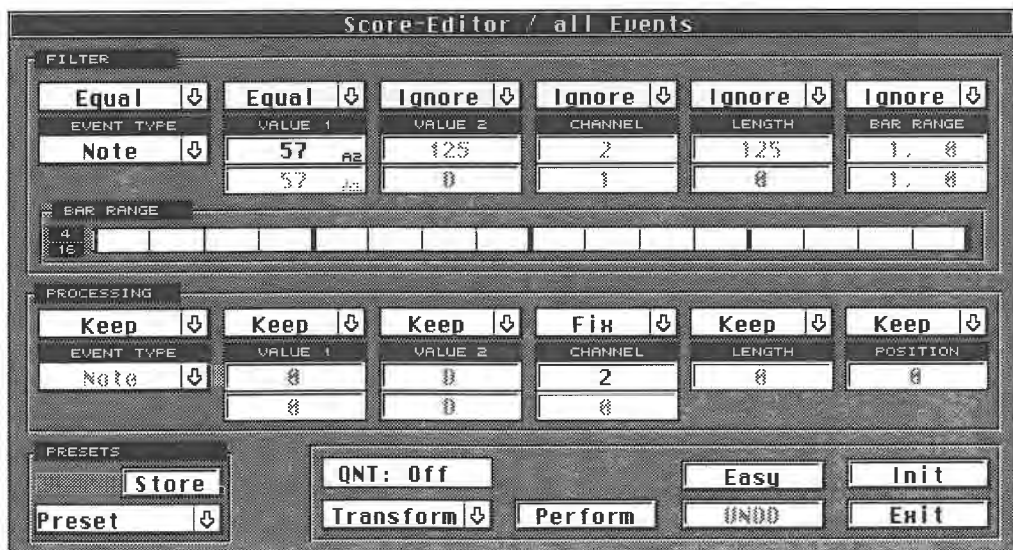 Score-Editor / all Events
FILTER
Equal Equal Ignore Ignore Ignore Ignore
EVENT TYPE VALUE 1 VALUE 2 CHANNEL LENGTH BAR RANGE
Note 57 A2 125 2 125 1, 0
57 0 1 0 1, 0
BAR RANGE
4
16
PROCESSING
Keep Keep Keep Fix Keep Keep
EVENT TYPE VALUE 1 VALUE 2 CHANNEL LENGTH POSITION
Note 0 0 2 0 0
0 0 0
PRESETS
Store QNT: Off Easy Init
Preset Transform Perform UNDO Exit